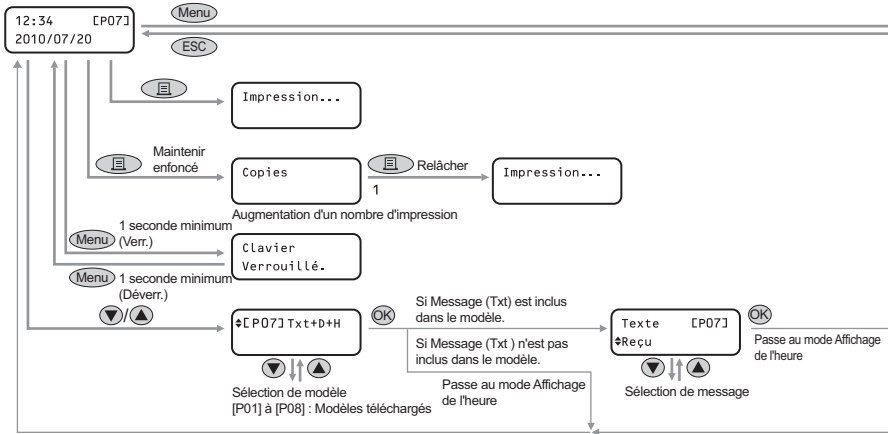 12:34 [P07]
2010/07/20
Menu
ESC
Impression...
Maintenir
enfoncé
Copies
Relâcher
1
Impression...
Augmentation d'un nombre d'impression
Menu
1 seconde minimum
(Verr.)
Clavier
Verrouillé.
Menu
1 seconde minimum
(Déverr.)
▼/▲
♦[P07] Txt+D+H
OK
Si Message (Txt) est inclus
dans le modèle.
Si Message (Txt ) n'est pas
inclus dans le modèle.
Passe au mode Affichage
de l'heure
Texte [P07]
♦Reçu
OK
Passe au mode Affichage
de l'heure
Sélection de modèle
[P01] à [P08] : Modèles téléchargés
Sélection de message